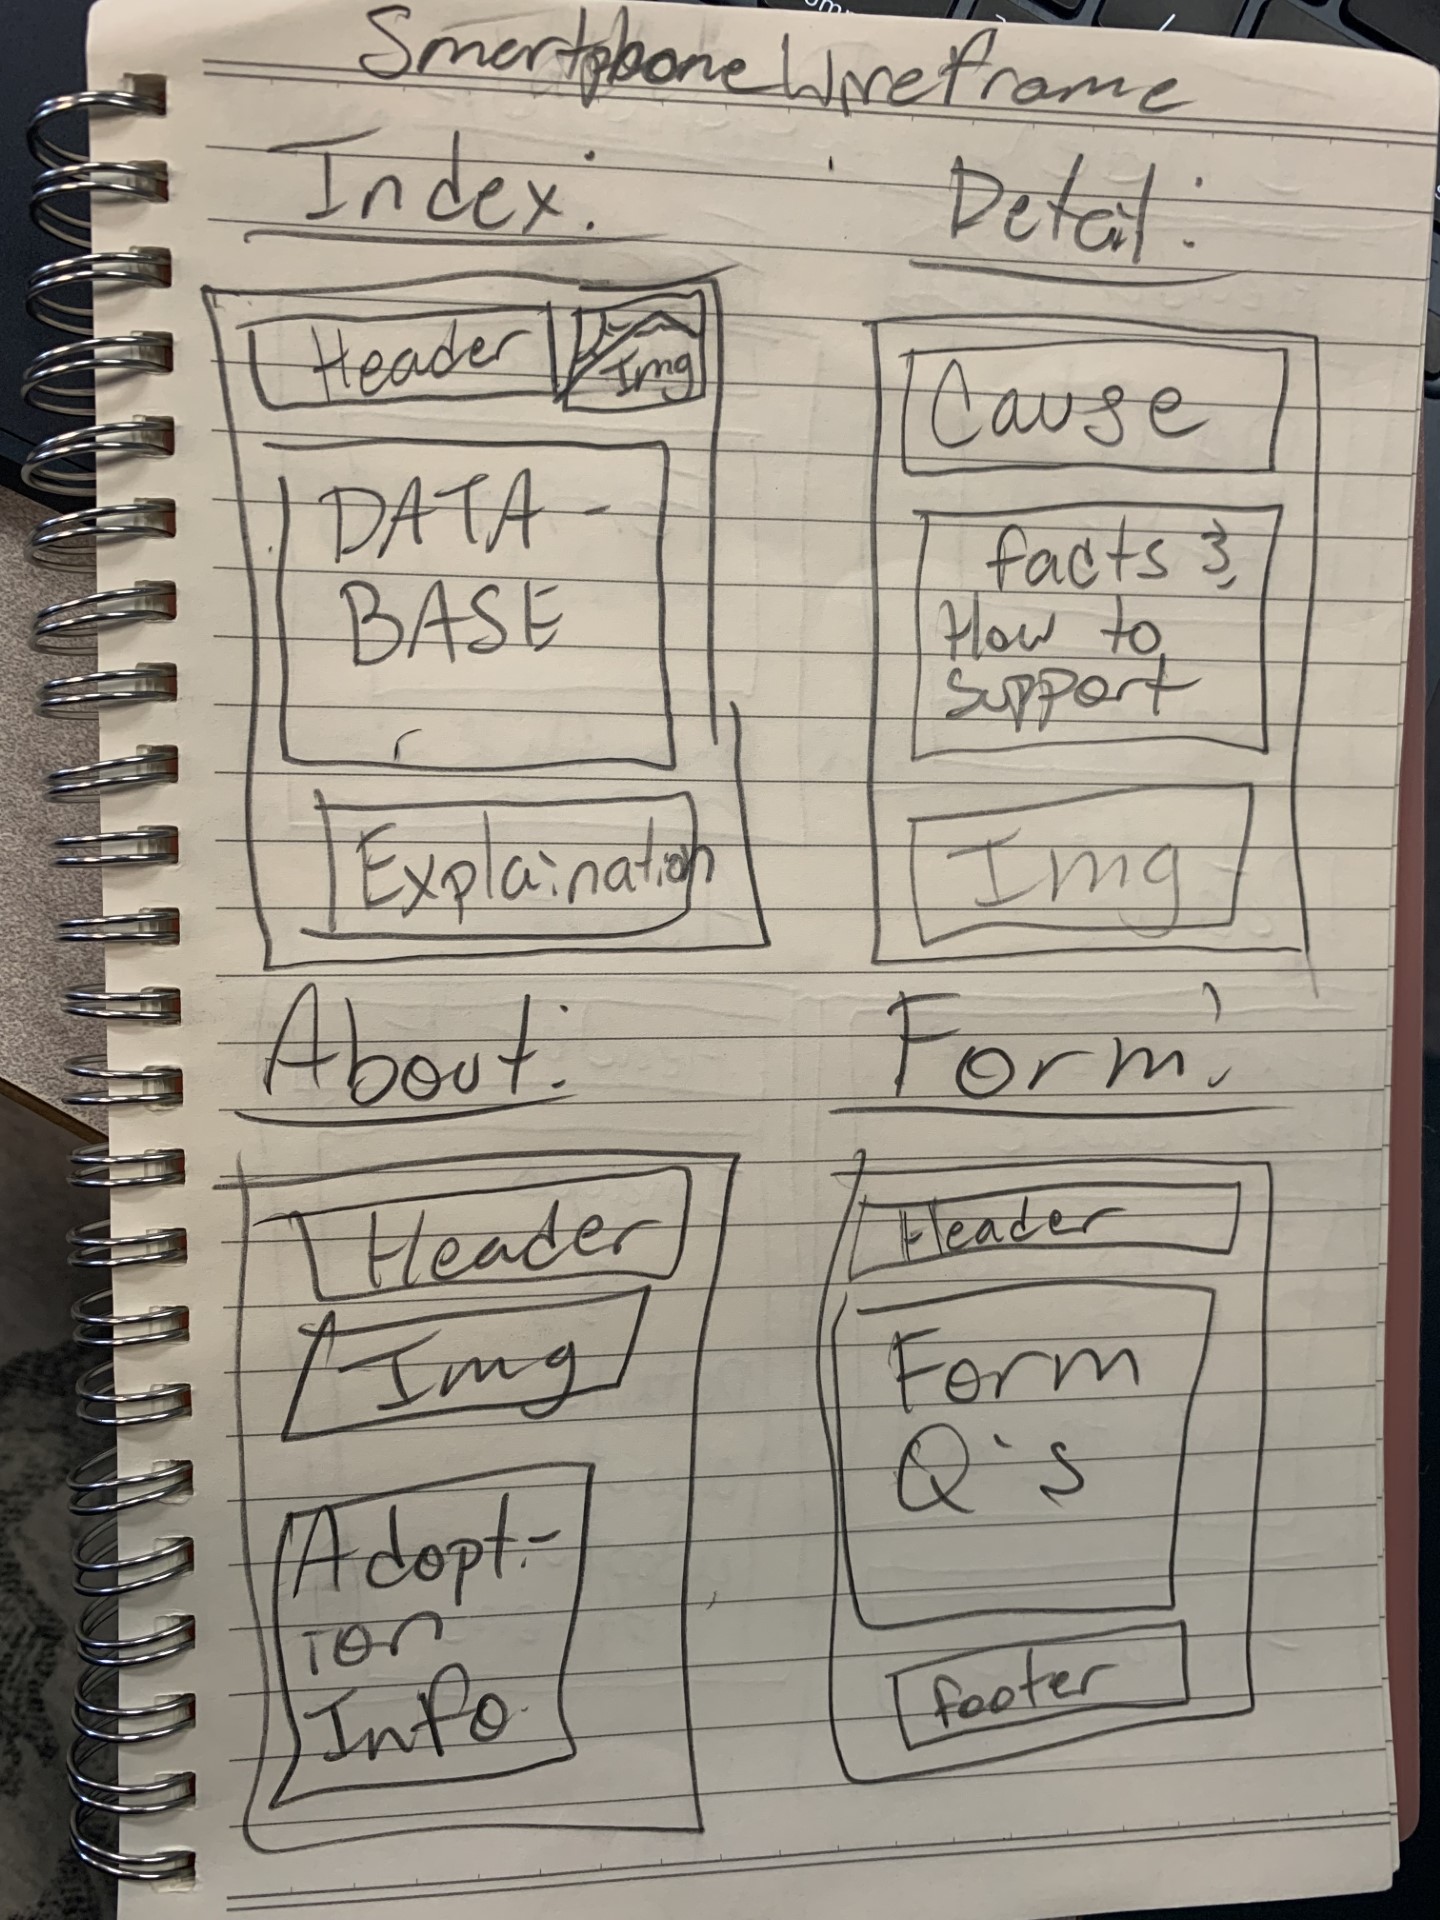 Smartphone Wireframe
Index:
Header
Img
DATA-
BASE
Explaination
Detail:
Cause
facts &
How to
support
Img
About:
Header
Img
Adopt-
ion
Info
Form:
Header
Form
Q's
footer